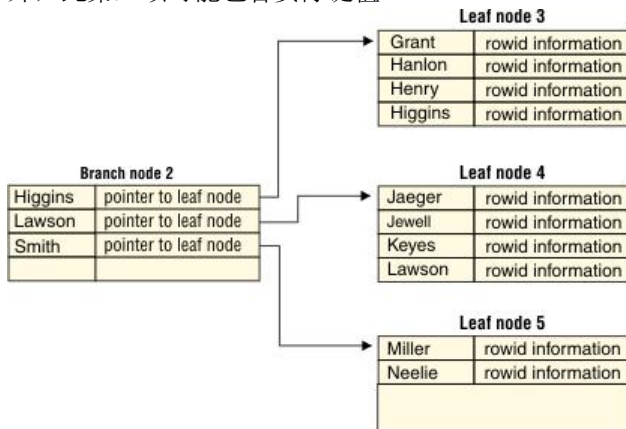 Leaf node 3
Grant rowid information
Hanlon rowid information
Henry rowid information
Higgins rowid information
Branch node 2
Higgins pointer to leaf node
Lawson pointer to leaf node
Smith pointer to leaf node
Leaf node 4
Jaeger rowid information
Jewell rowid information
Keyes rowid information
Lawson rowid information
Leaf node 5
Miller rowid information
Neelie rowid information